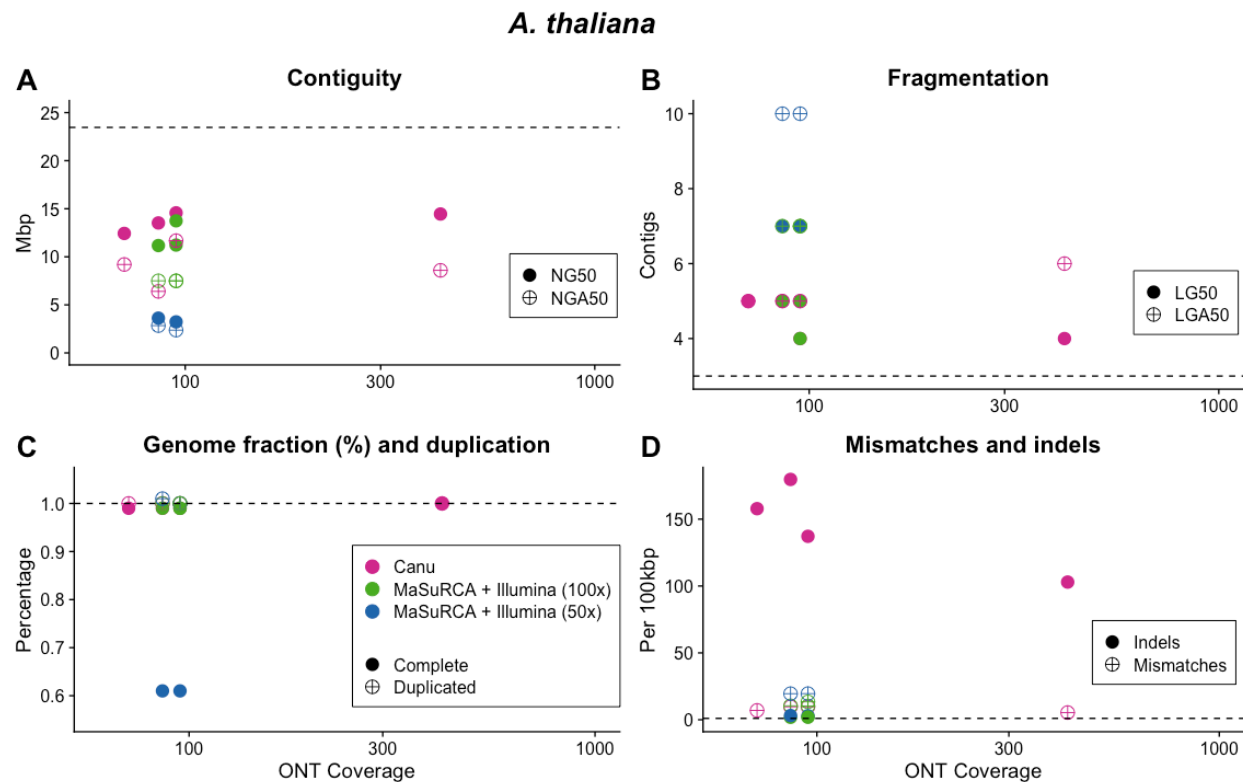 A. thaliana
A
Contiguity
25
20
15
10
5
0
Mbp
100
300
1000
NG50
NGA50
B
Fragmentation
10
8
6
4
Contigs
100
300
1000
LG50
LGA50
C
Genome fraction (%) and duplication
1.0
0.9
0.8
0.7
0.6
Percentage
100
300
1000
ONT Coverage
Canu
MaSuRCA + Illumina (100x)
MaSuRCA + Illumina (50x)
Complete
Duplicated
D
Mismatches and indels
150
100
50
0
Per 100kbp
100
300
1000
ONT Coverage
Indels
Mismatches